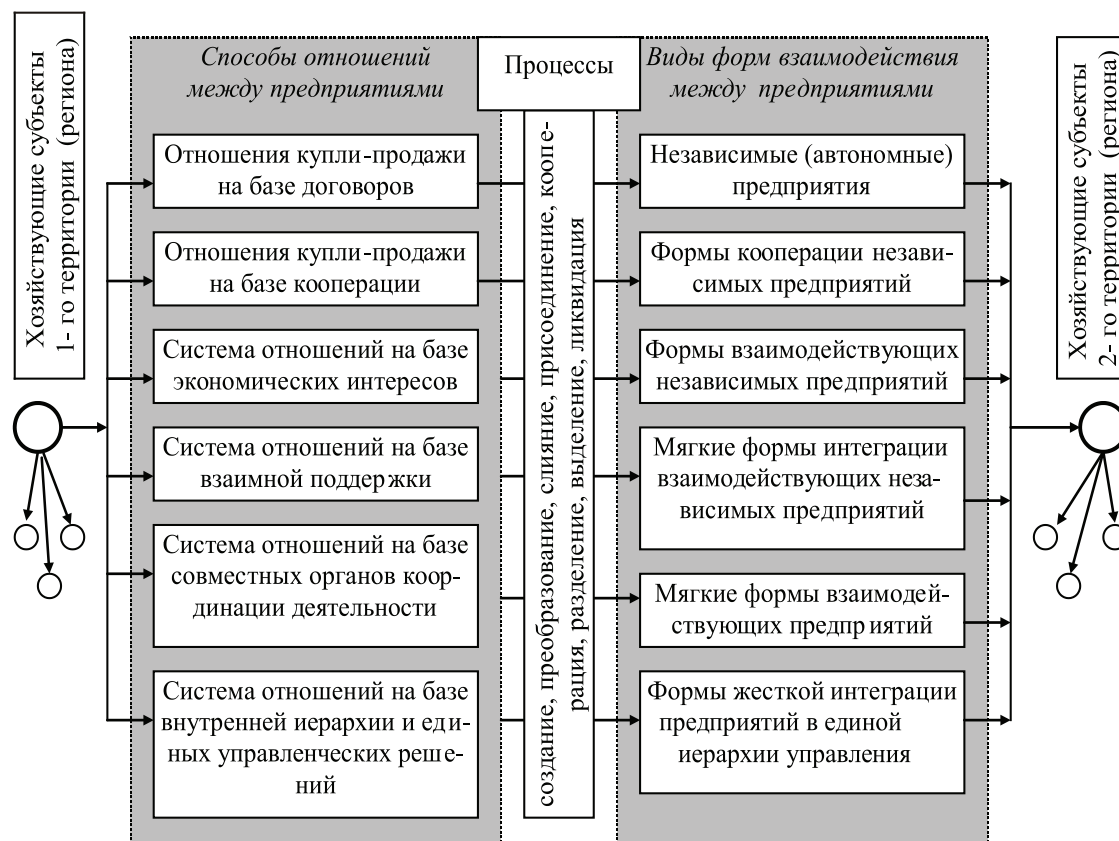 Хозяйствующие субъекты
1- го территории (региона)
Способы отношений
между предприятиями
Отношения купли-продажи
на базе договоров
Отношения купли-продажи
на базе кооперации
Система отношений на базе
экономических интересов
Система отношений на базе
взаимной поддержки
Система отношений на базе
совместных органов коор-
динации деятельности
Система отношений на базе
внутренней иерархии и еди-
ных управленческих реше-
ний
Процессы
создание, преобразование, слияние, присоединение, коопе-
рация, разделение, выделение, ликвидация
Виды форм взаимодействия
между предприятиями
Независимые (автономные)
предприятия
Формы кооперации незави-
симых предприятий
Формы взаимодействующих
независимых предприятий
Мягкие формы интеграции
взаимодействующих неза-
висимых предприятий
Мягкие формы взаимодей-
ствующих предприятий
Формы жесткой интеграции
предприятий в единой
иерархии управления
Хозяйствующие субъекты
2- го территории (региона)